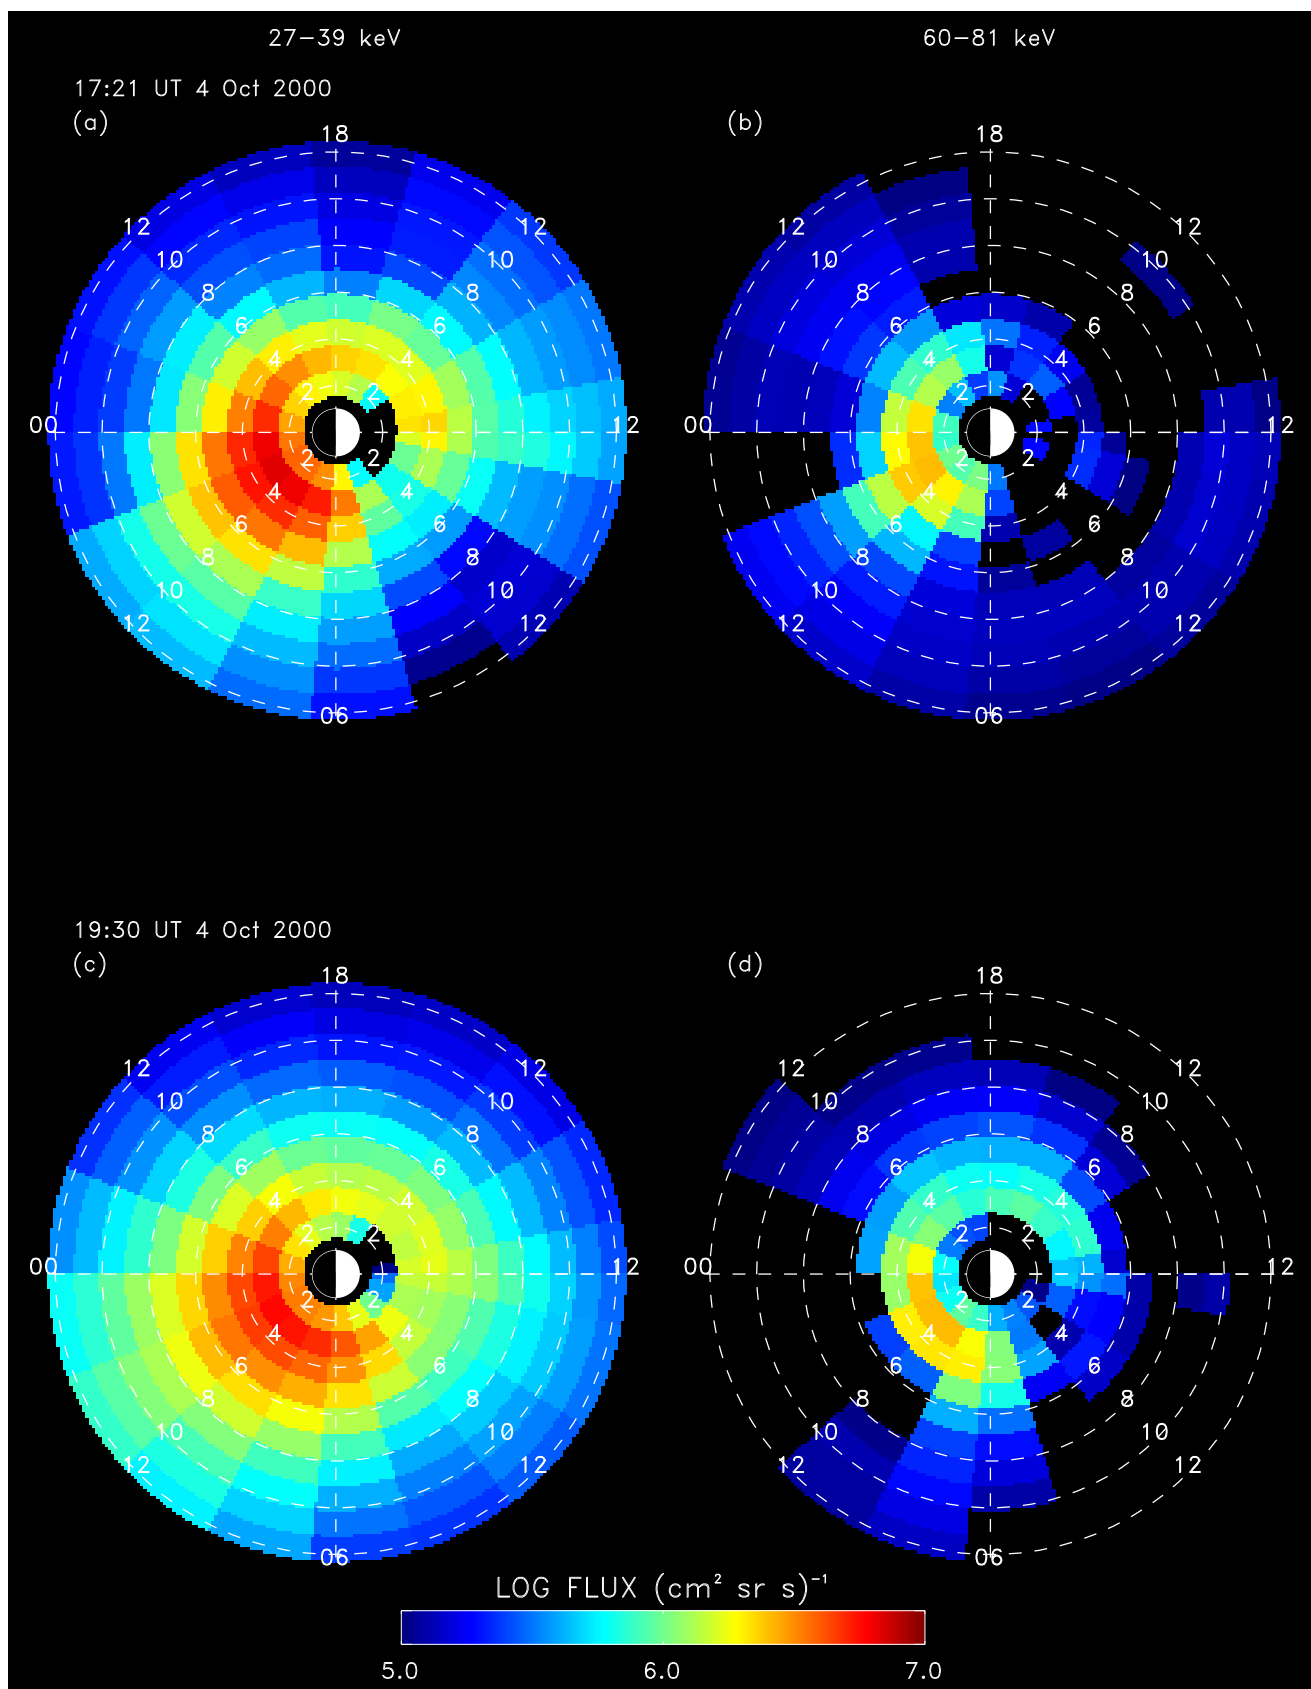 27–39 keV 60–81 keV
17:21 UT 4 Oct 2000
(a) (b)
18 18
12 12 12 12
10 10 10 10
8 8 8 8
6 6 6 6
4 4 4 4
2 2 2 2
00 12 00 12
2 2 2 2
4 4 4 4
6 6 6 6
8 8 8 8
10 10 10 10
12 12 12 12
06 06
19:30 UT 4 Oct 2000
(c) (d)
18 18
12 12 12 12
10 10 10 10
8 8 8 8
6 6 6 6
4 4 4 4
2 2 2 2
00 12 00 12
2 2 2 2
4 4 4 4
6 6 6 6
8 8 8 8
10 10 10 10
12 12 12 12
06 06
LOG FLUX (cm² sr s)⁻¹
5.0 6.0 7.0